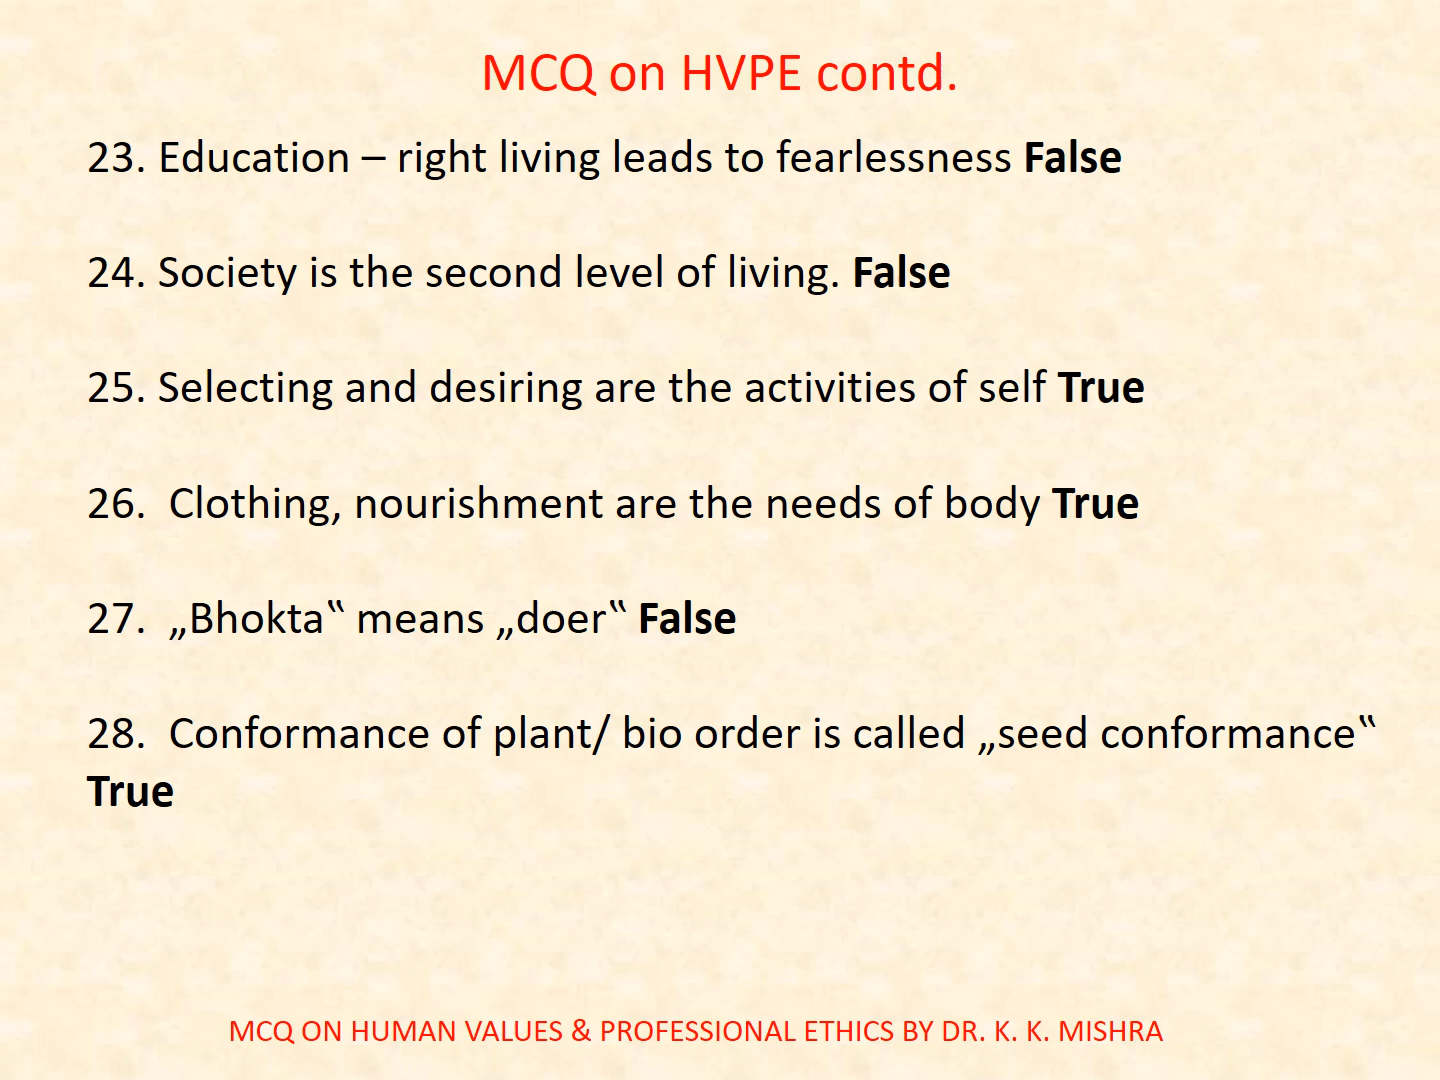 MCQ on HVPE contd.
23. Education – right living leads to fearlessness False
24. Society is the second level of living. False
25. Selecting and desiring are the activities of self True
26.  Clothing, nourishment are the needs of body True
27.  „Bhokta‟ means „doer‟ False
28.  Conformance of plant/ bio order is called „seed conformance‟
True
MCQ ON HUMAN VALUES & PROFESSIONAL ETHICS BY DR. K. K. MISHRA